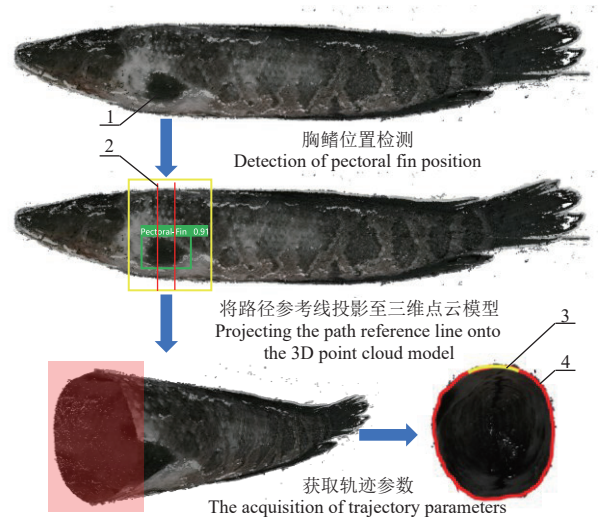 1
胸鳍位置检测
Detection of pectoral fin position
2
Pectoral-Fin 0.91
将路径参考线投影至三维点云模型
Projecting the path reference line onto
the 3D point cloud model
3
4
获取轨迹参数
The acquisition of trajectory parameters